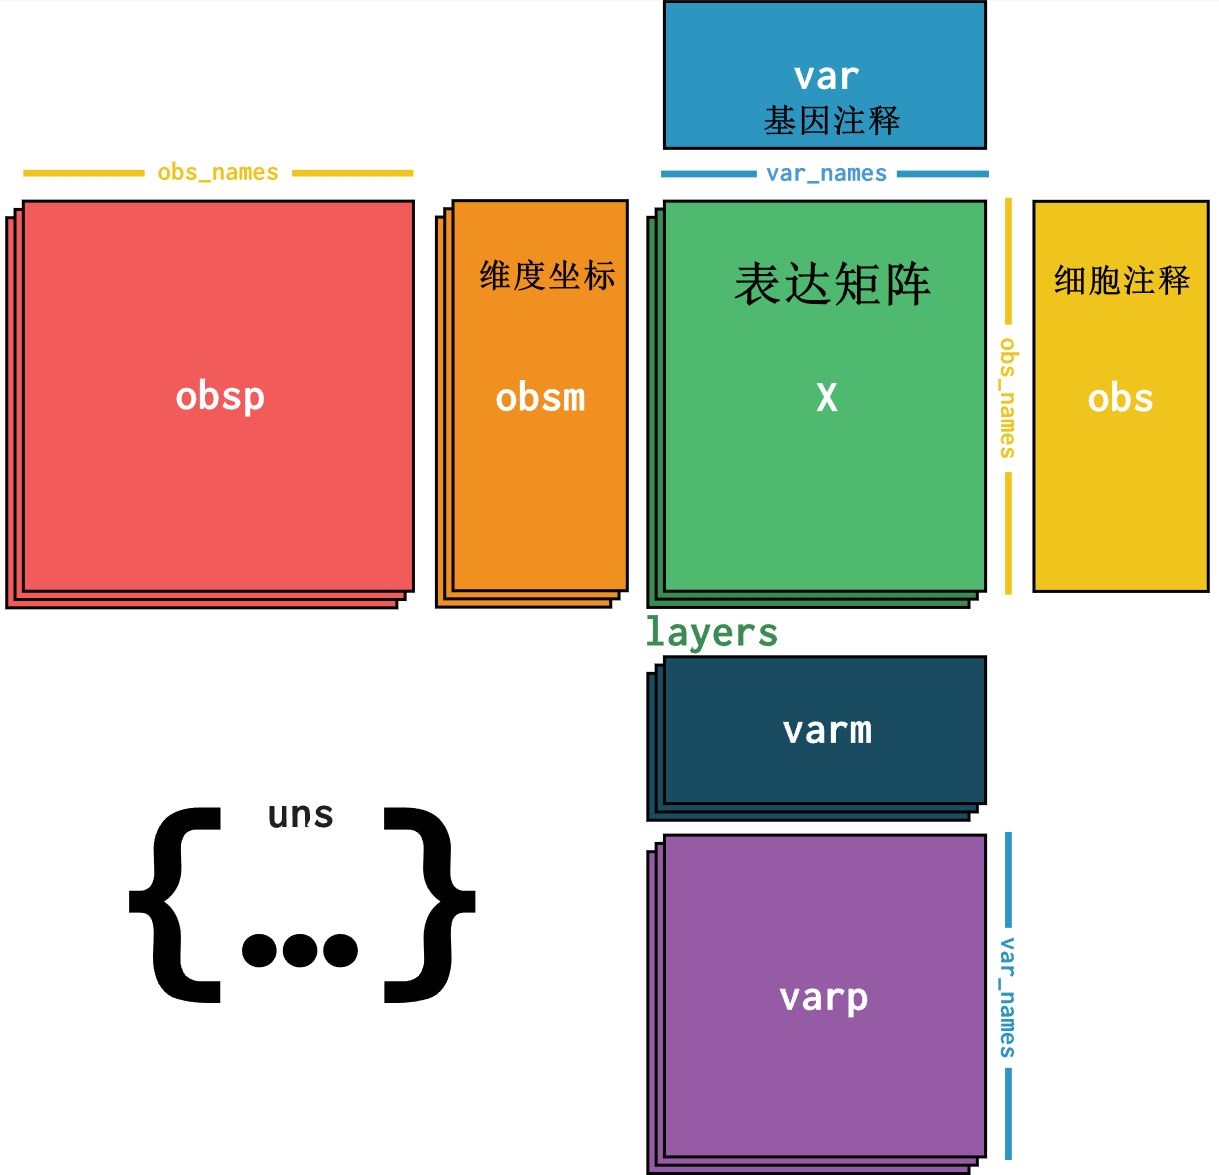 var
基因注释
obs_names
var_names
维度坐标
表达矩阵
细胞注释
obsp
obsm
X
obs_names
obs
layers
varm
uns
varp
var_names